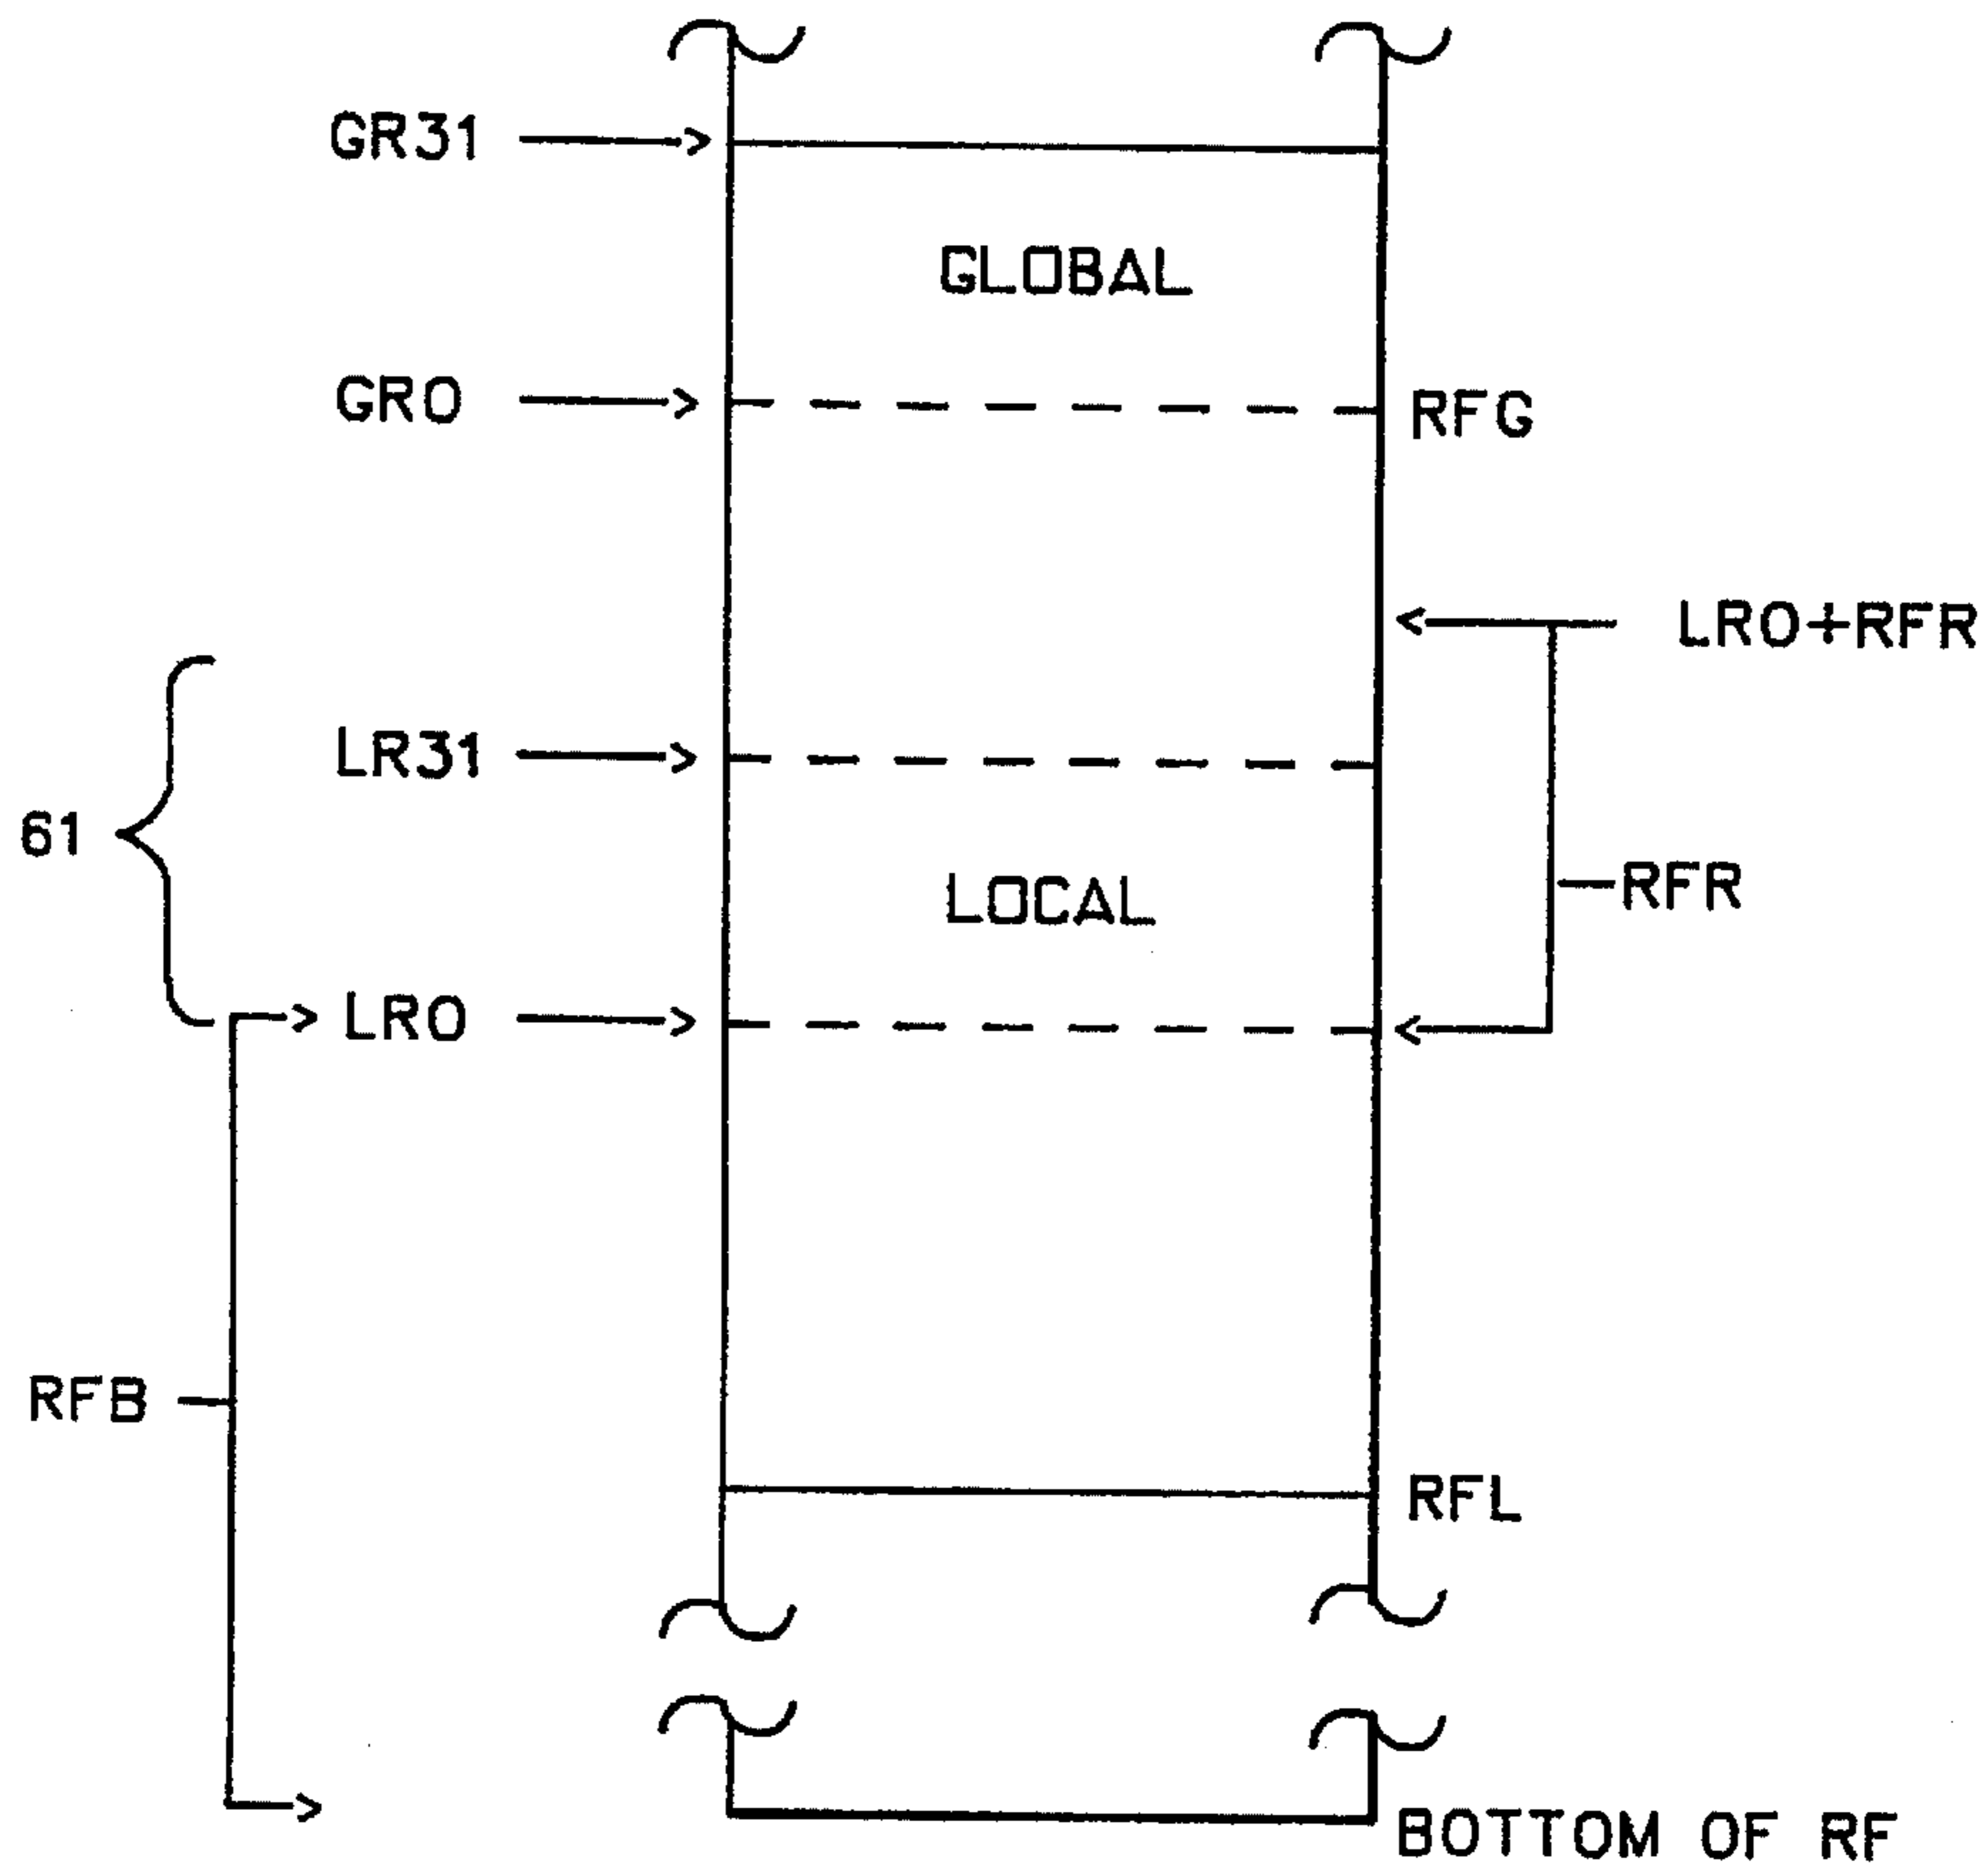 GR31
GLOBAL
GR0
RFG
LR0+RFR
LR31
61
LOCAL
RFR
LR0
RFB
RFL
BOTTOM OF RF